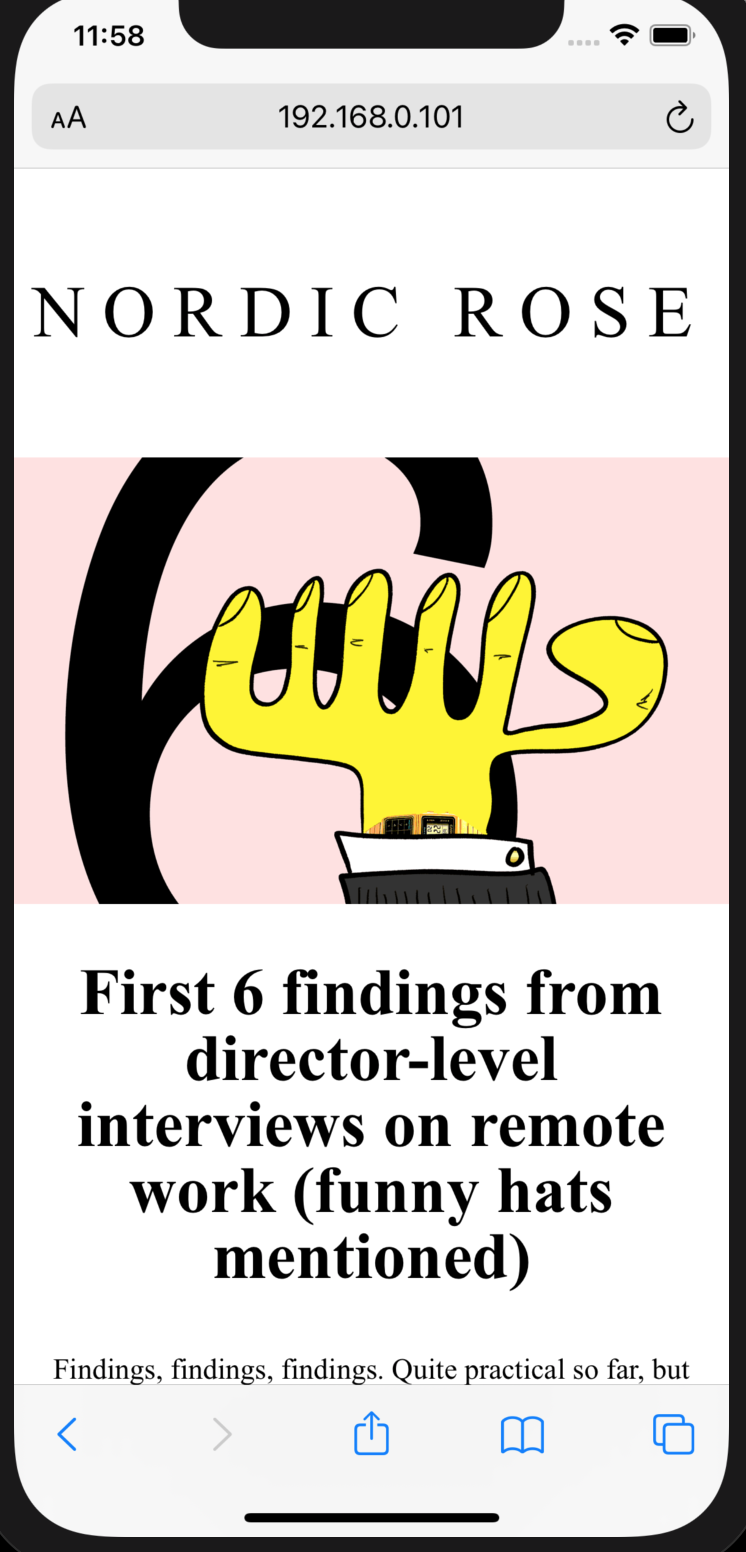 11:58
AA 192.168.0.101
NORDIC ROSE
First 6 findings from
director-level
interviews on remote
work (funny hats
mentioned)
Findings, findings, findings. Quite practical so far, but